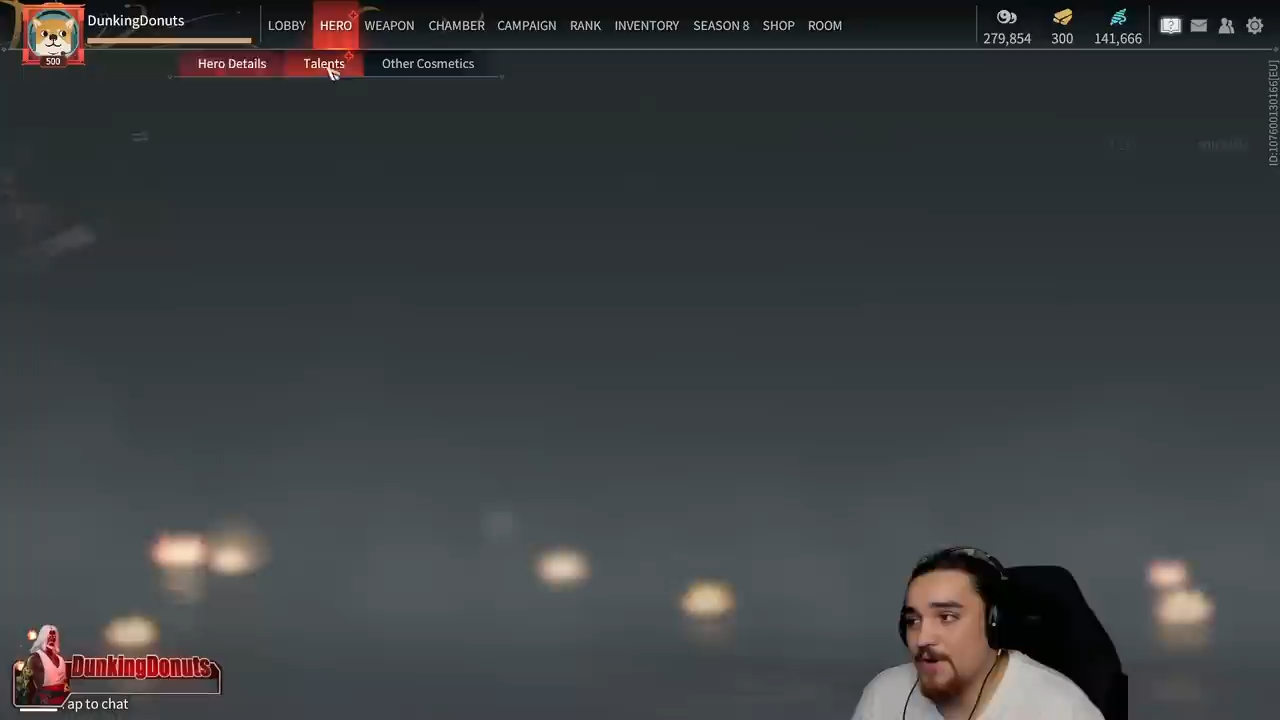 DunkingDonuts
500
LOBBY
HERO
WEAPON
CHAMBER
CAMPAIGN
RANK
INVENTORY
SEASON
SHOP
ROOM
279,854
300
141,666
Hero Details
Talents
Other Cosmetics
DunkingDonuts
ap to chat